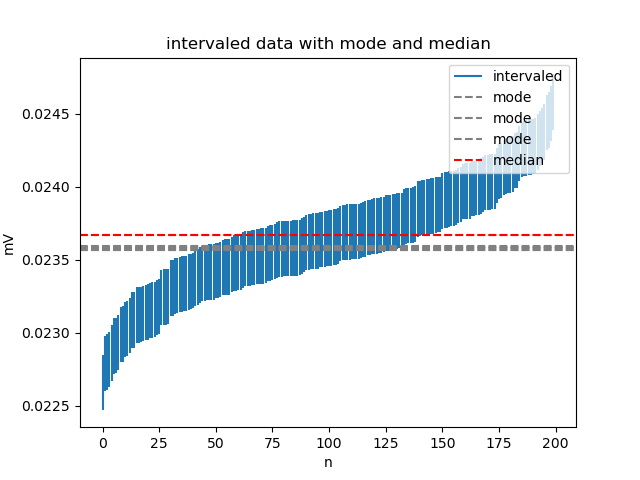 intervaled data with mode and median
intervaled
mode
mode
mode
median
mV
0.0245
0.0240
0.0235
0.0230
0.0225
0 25 50 75 100 125 150 175 200
n